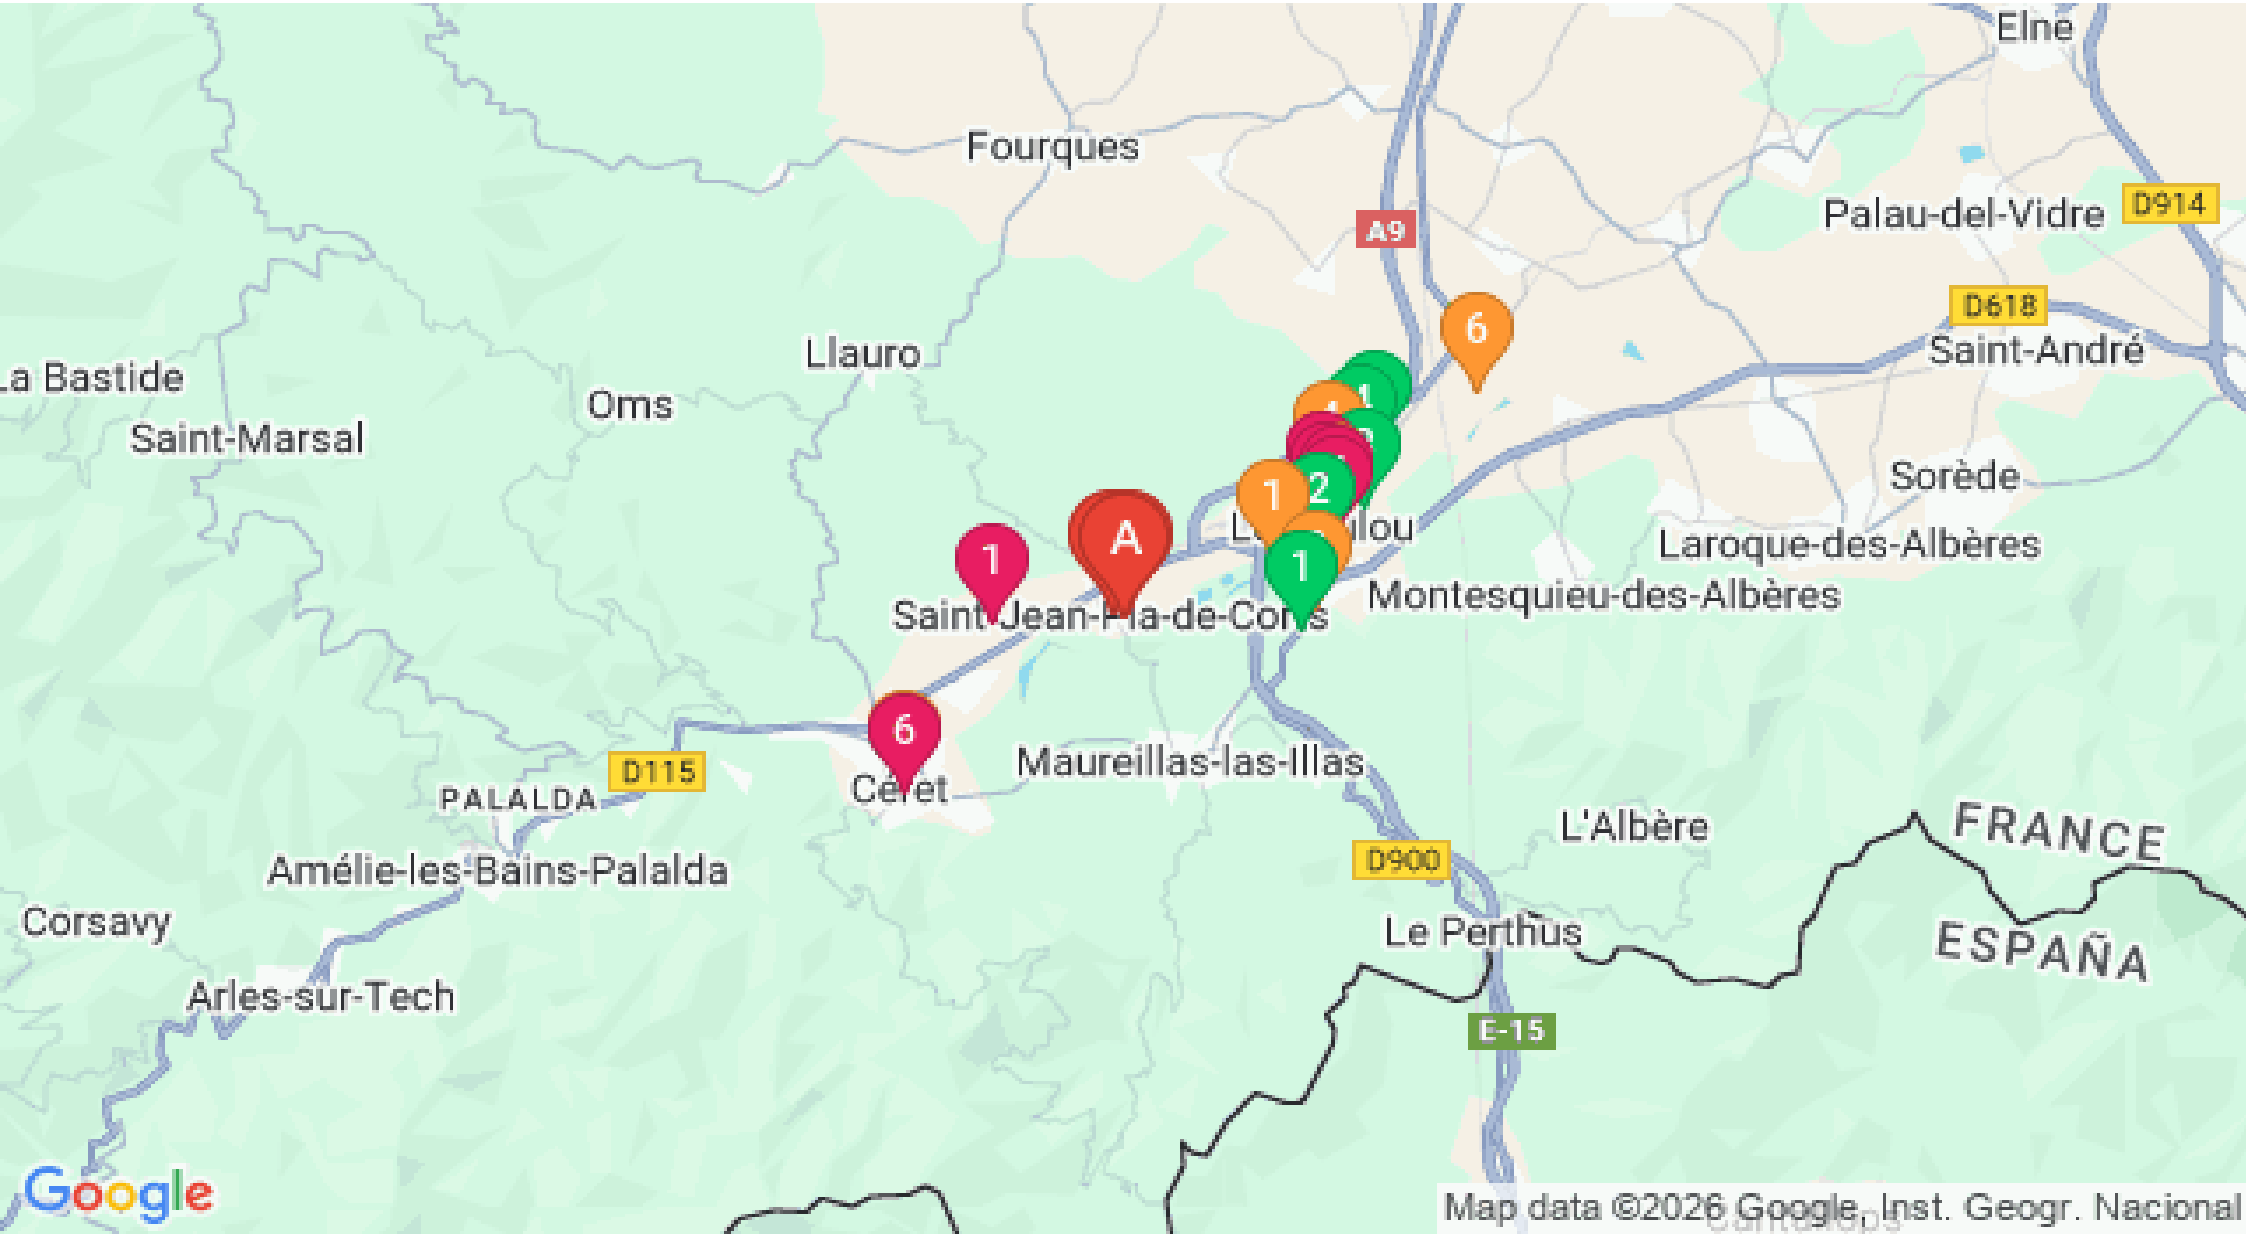 Elne
Fourques
D914
Palau-del-Vidre
A9
D618
6
Saint-André
Llauro
La Bastide
1
Oms
Saint-Marsal
Sorède
2
1
A
1
Laroque-des-Albères
1
Montesquieu-des-Albères
6
Maureillas-las-Illas
D115
Céret
PALALDA
L'Albère
FRANCE
D900
Amélie-les-Bains-Palalda
Corsavy
Le Perthus
ESPAÑA
Arles-sur-Tech
E-15
Google
Map data ©2026 Google, Inst. Geogr. Nacional